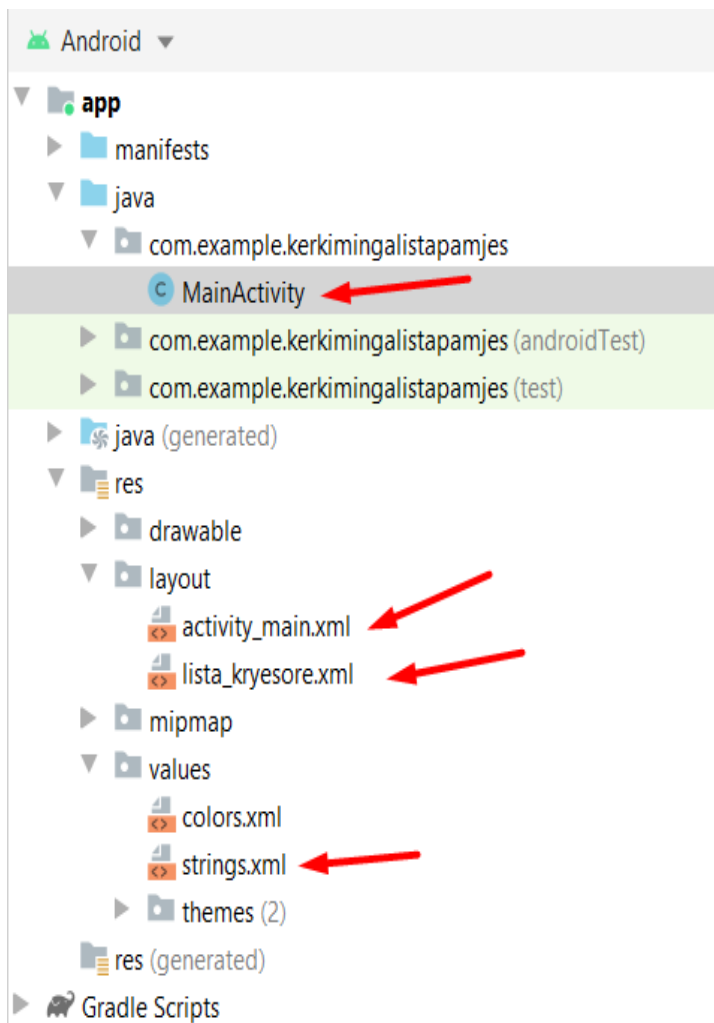 Android
app
manifests
java
com.example.kerkimingalistapamjes
C MainActivity
com.example.kerkimingalistapamjes (androidTest)
com.example.kerkimingalistapamjes (test)
java (generated)
res
drawable
layout
activity_main.xml
lista_kryesore.xml
mipmap
values
colors.xml
strings.xml
themes (2)
res (generated)
Gradle Scripts